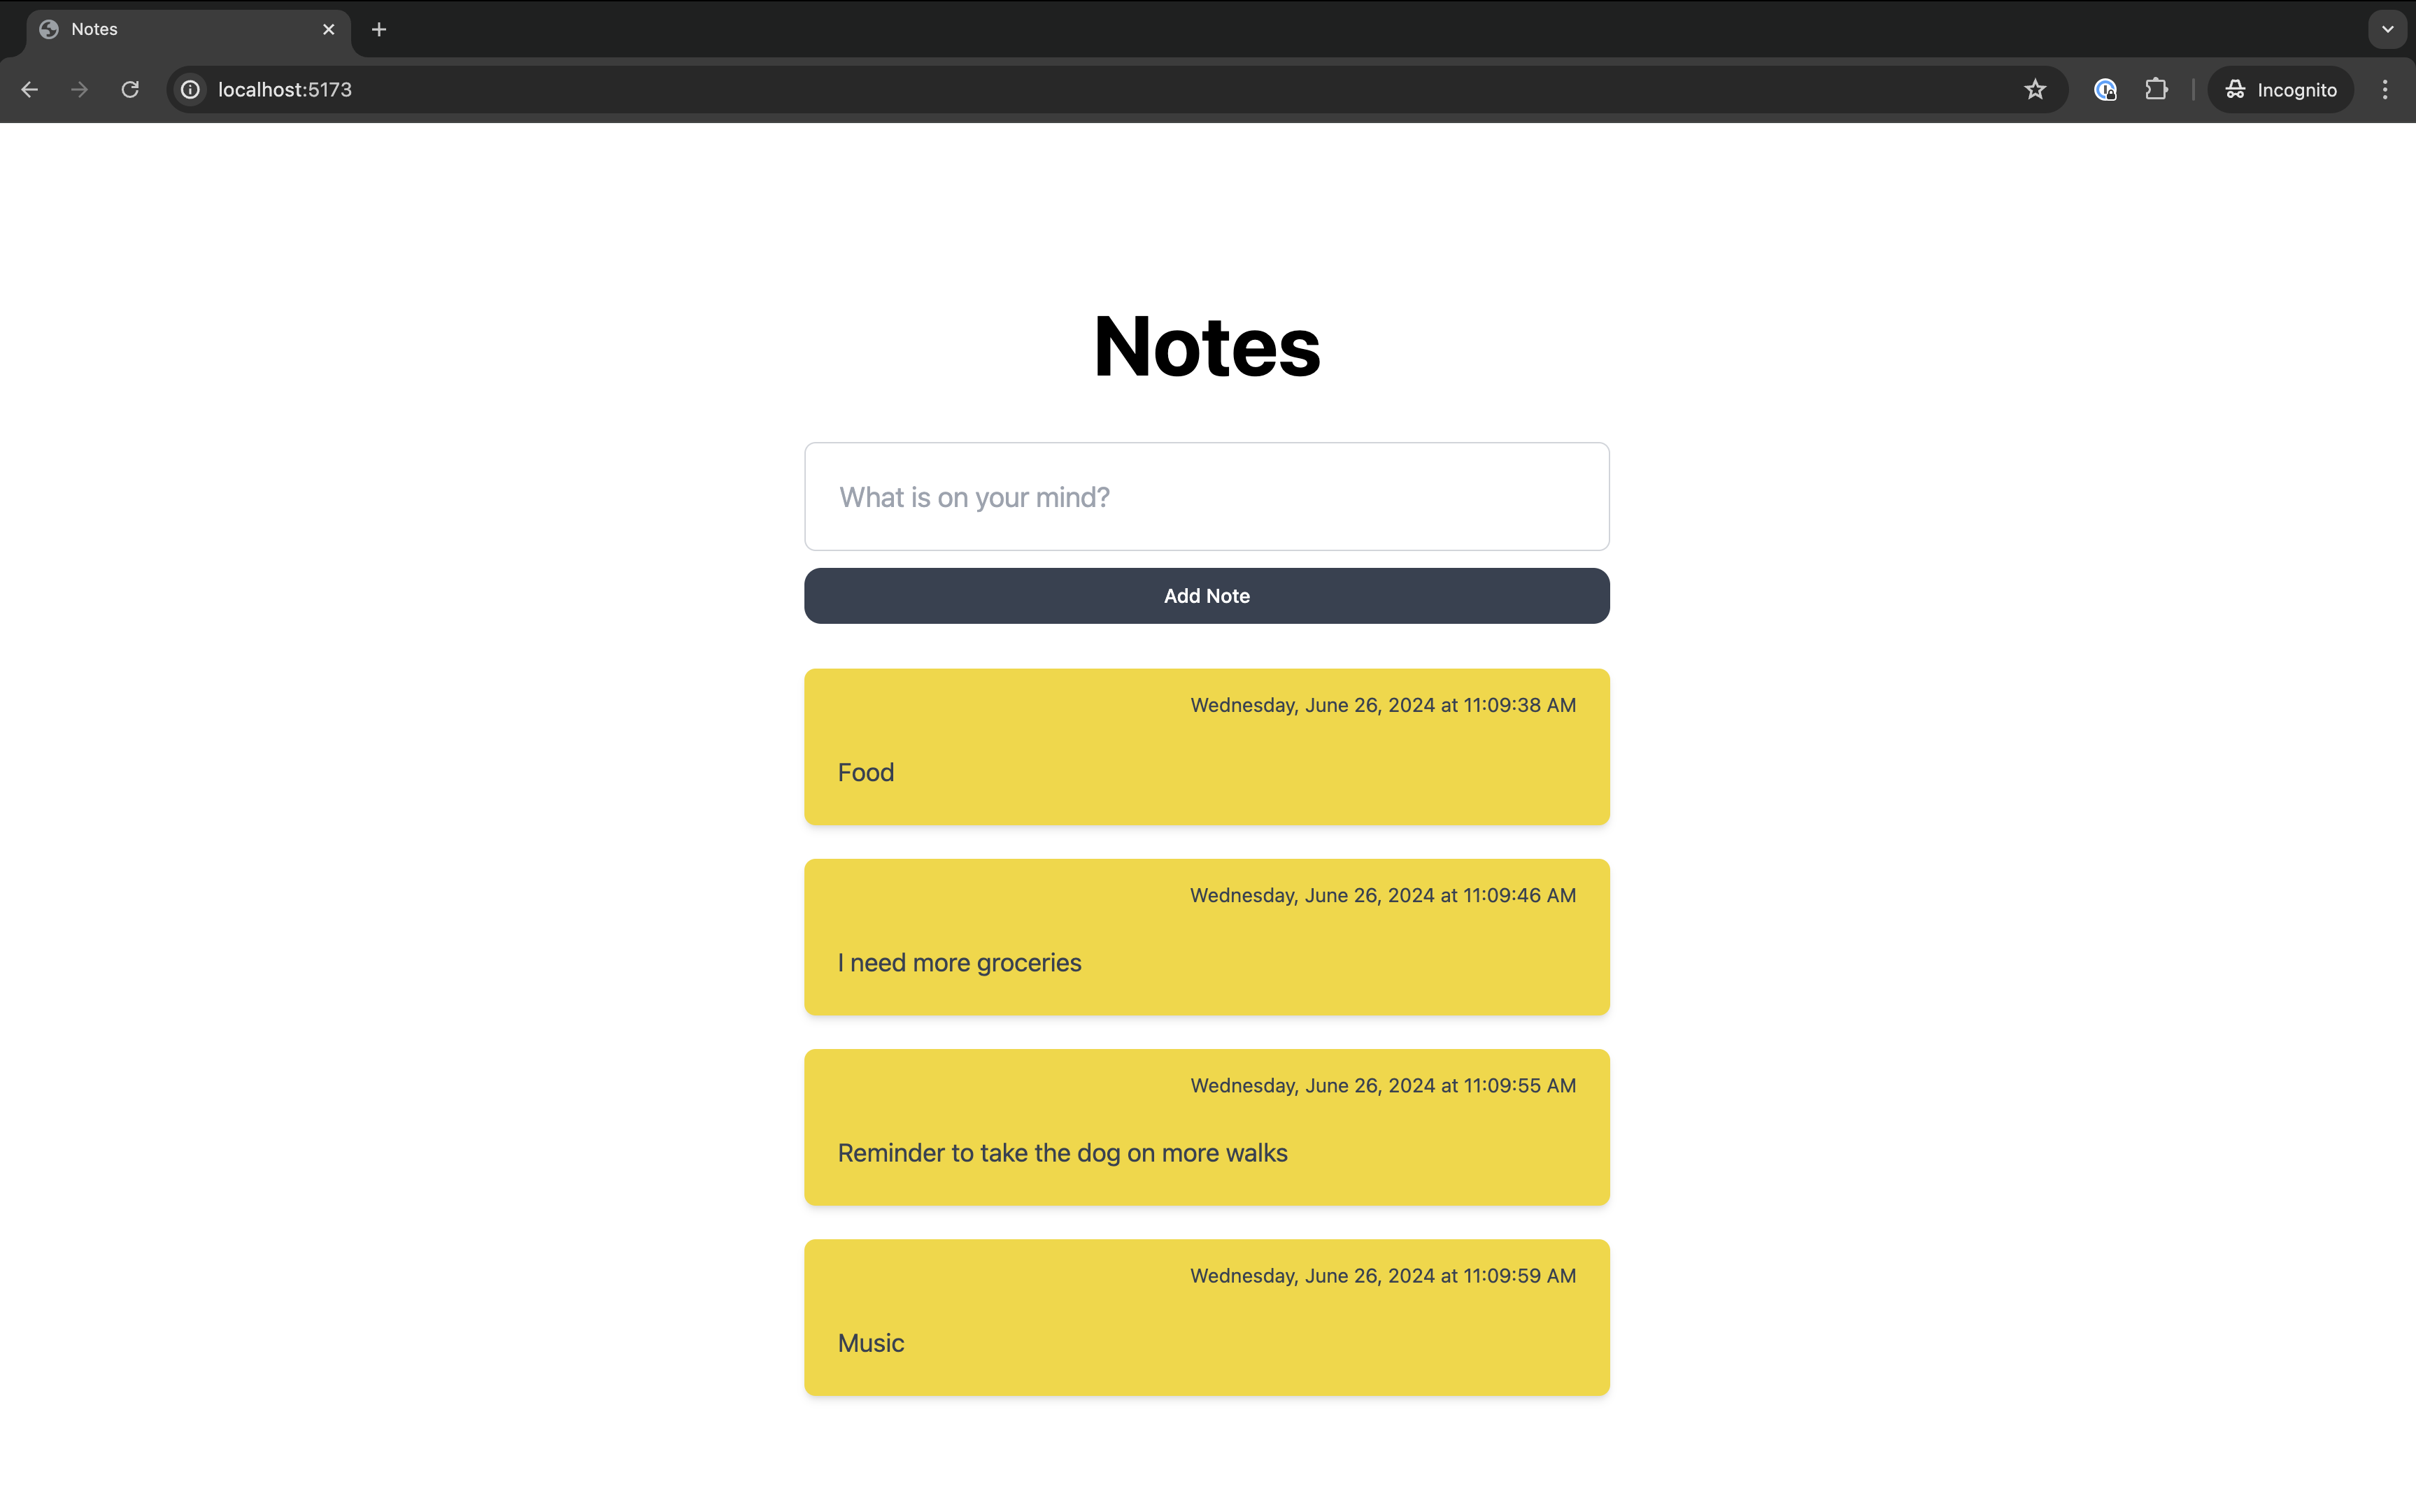 Notes
localhost:5173
Incognito
Notes
What is on your mind?
Add Note
Wednesday, June 26, 2024 at 11:09:38 AM
Food
Wednesday, June 26, 2024 at 11:09:46 AM
I need more groceries
Wednesday, June 26, 2024 at 11:09:55 AM
Reminder to take the dog on more walks
Wednesday, June 26, 2024 at 11:09:59 AM
Music